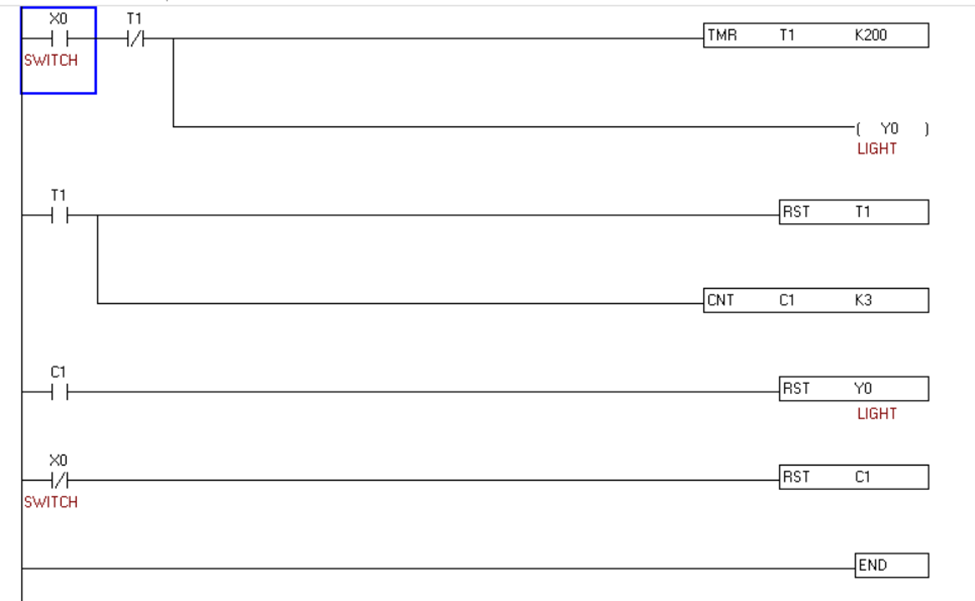 X0 T1
TMR T1 K200
SWITCH
( Y0 )
LIGHT
T1
RST T1
CNT C1 K3
C1
RST Y0
LIGHT
X0
RST C1
SWITCH
END